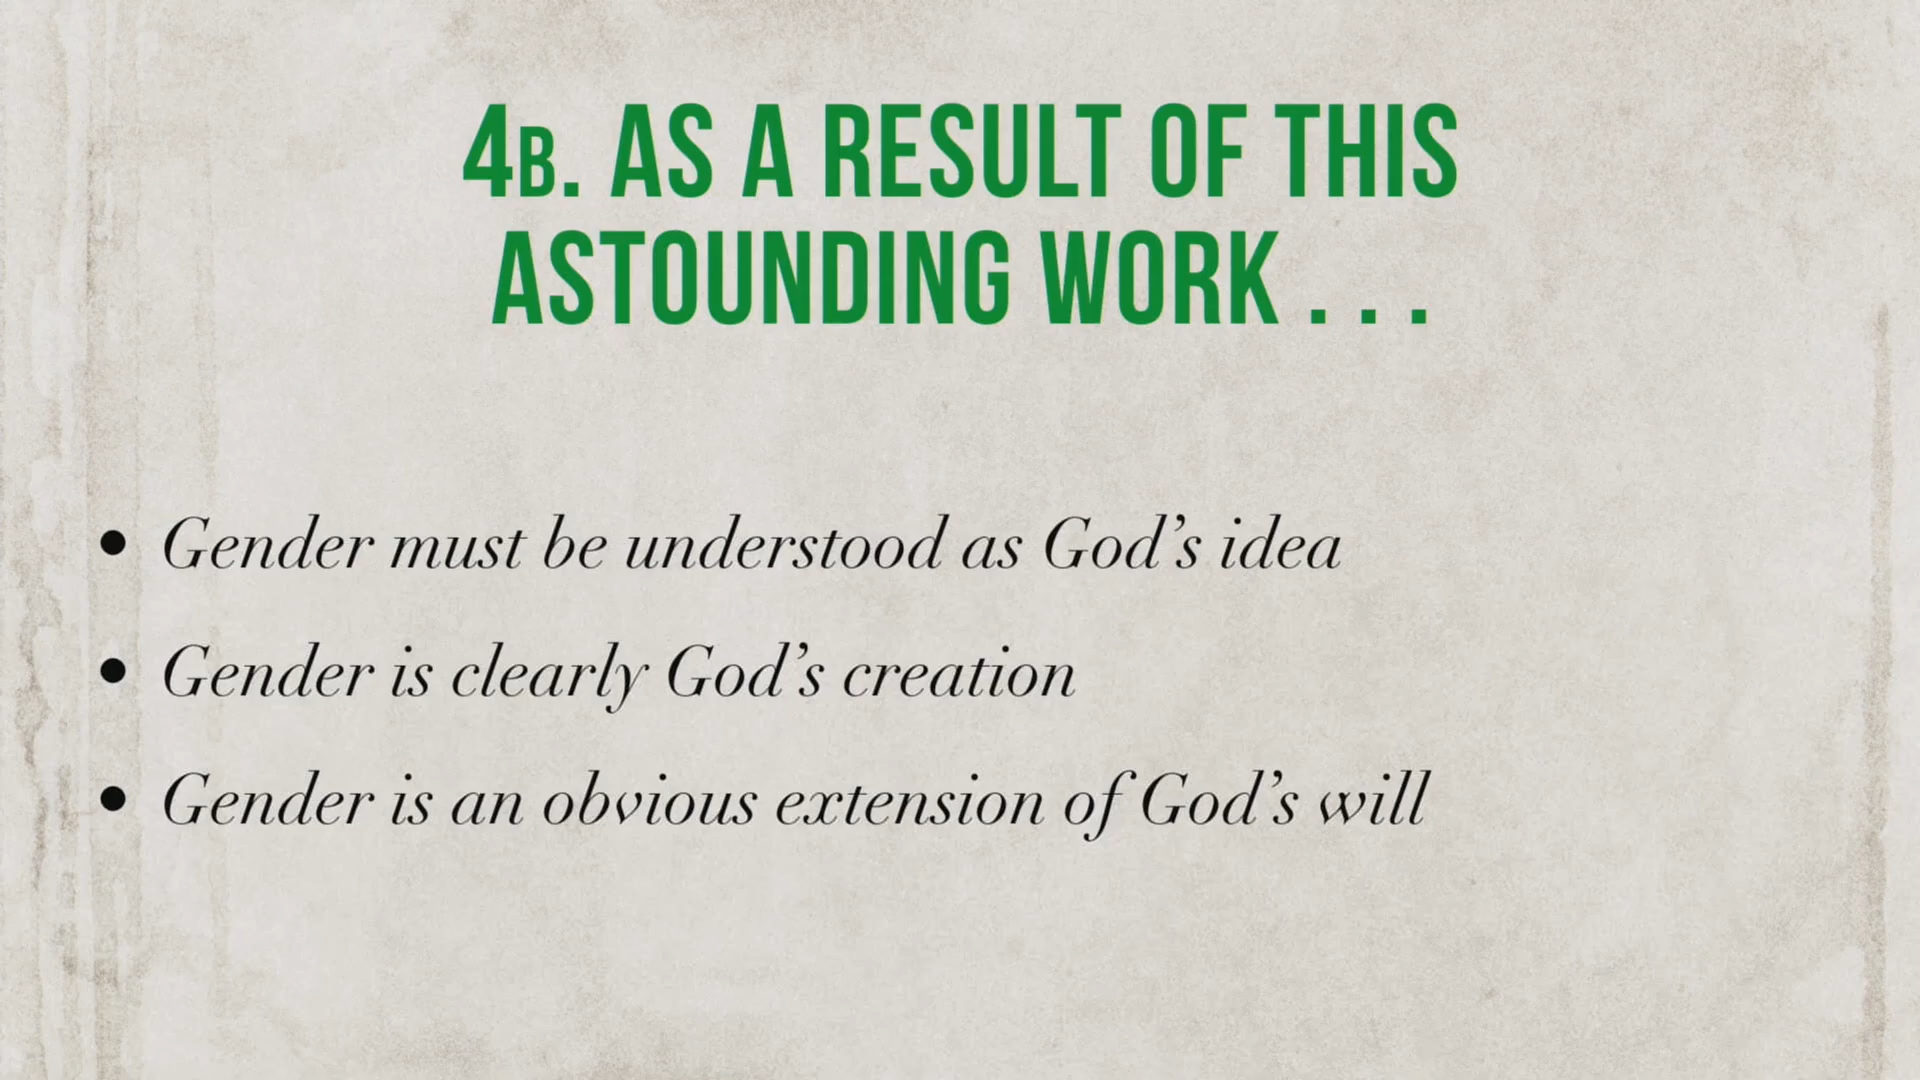 4B. AS A RESULT OF THIS
ASTOUNDING WORK . . .
• Gender must be understood as God’s idea
• Gender is clearly God’s creation
• Gender is an obvious extension of God’s will